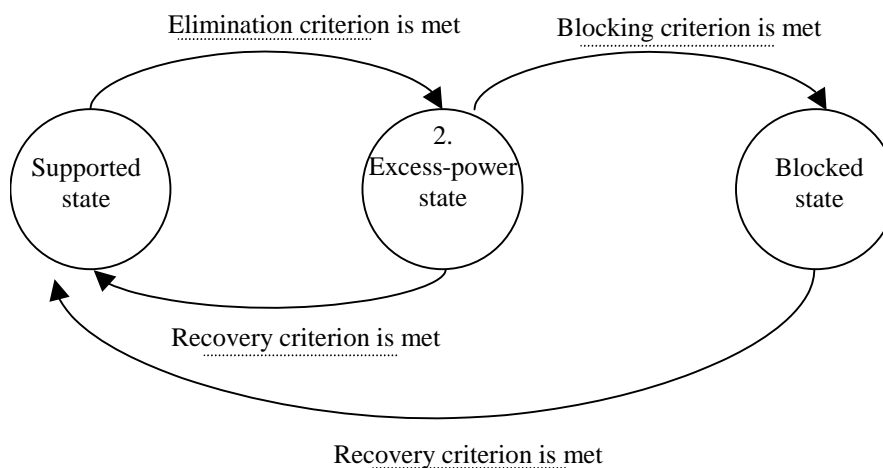 Elimination criterion is met
Blocking criterion is met
Supported
state
2.
Excess-power
state
Blocked
state
Recovery criterion is met
Recovery criterion is met